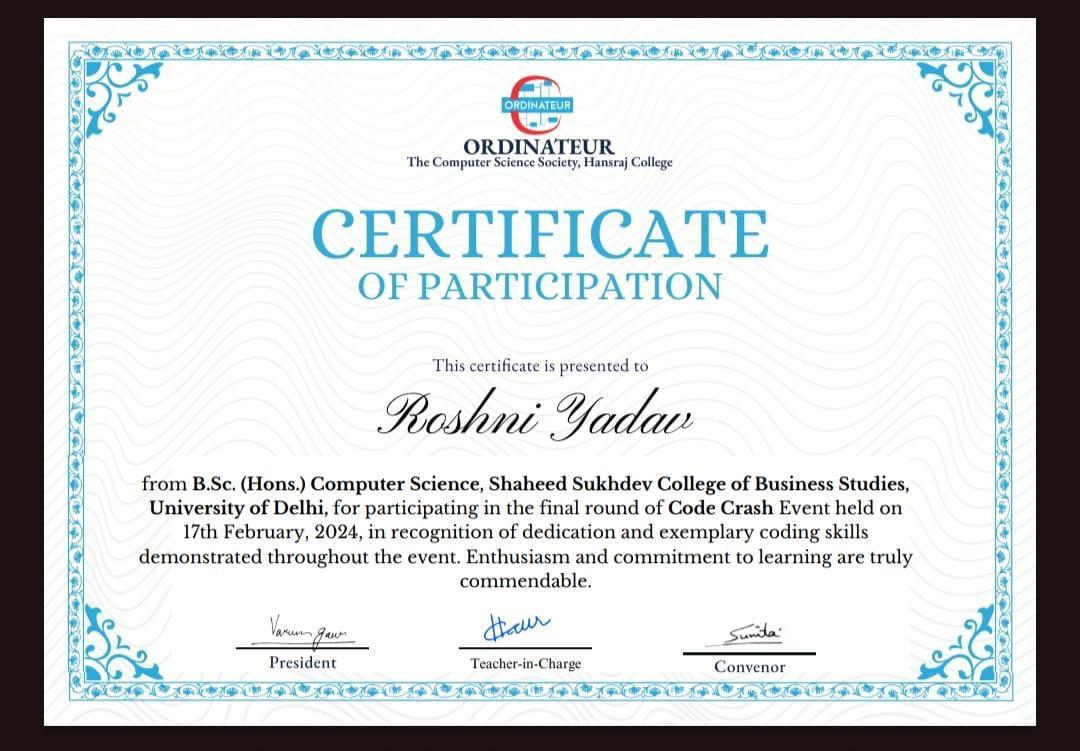 ORDINATEUR
ORDINATEUR
The Computer Science Society, Hansraj College
CERTIFICATE
OF PARTICIPATION
This certificate is presented to
Roshni Yadav
from B.Sc. (Hons.) Computer Science, Shaheed Sukhdev College of Business Studies,
University of Delhi, for participating in the final round of Code Crash Event held on
17th February, 2024, in recognition of dedication and exemplary coding skills
demonstrated throughout the event. Enthusiasm and commitment to learning are truly
commendable.
Sunita
President
Teacher-in-Charge
Convenor